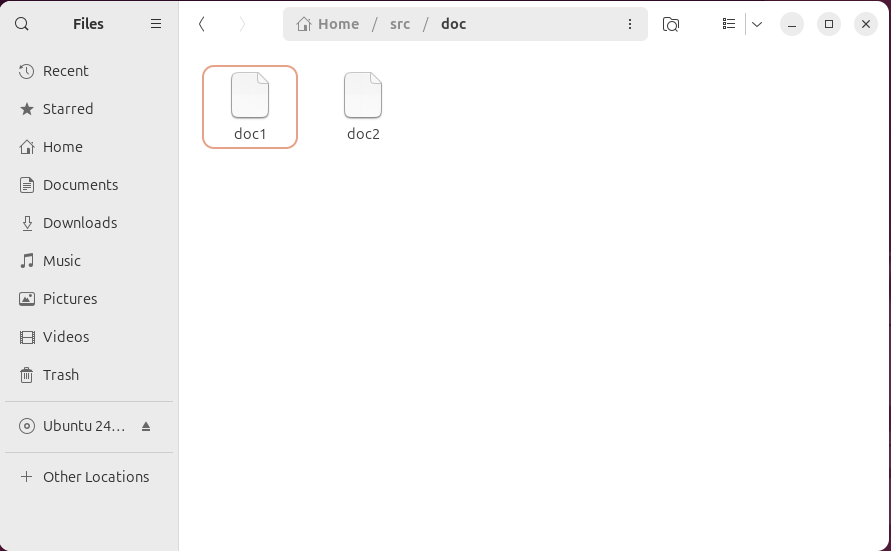 Files
Home / src / doc
Recent
Starred
Home
Documents
Downloads
Music
Pictures
Videos
Trash
Ubuntu 24…
Other Locations
doc1
doc2